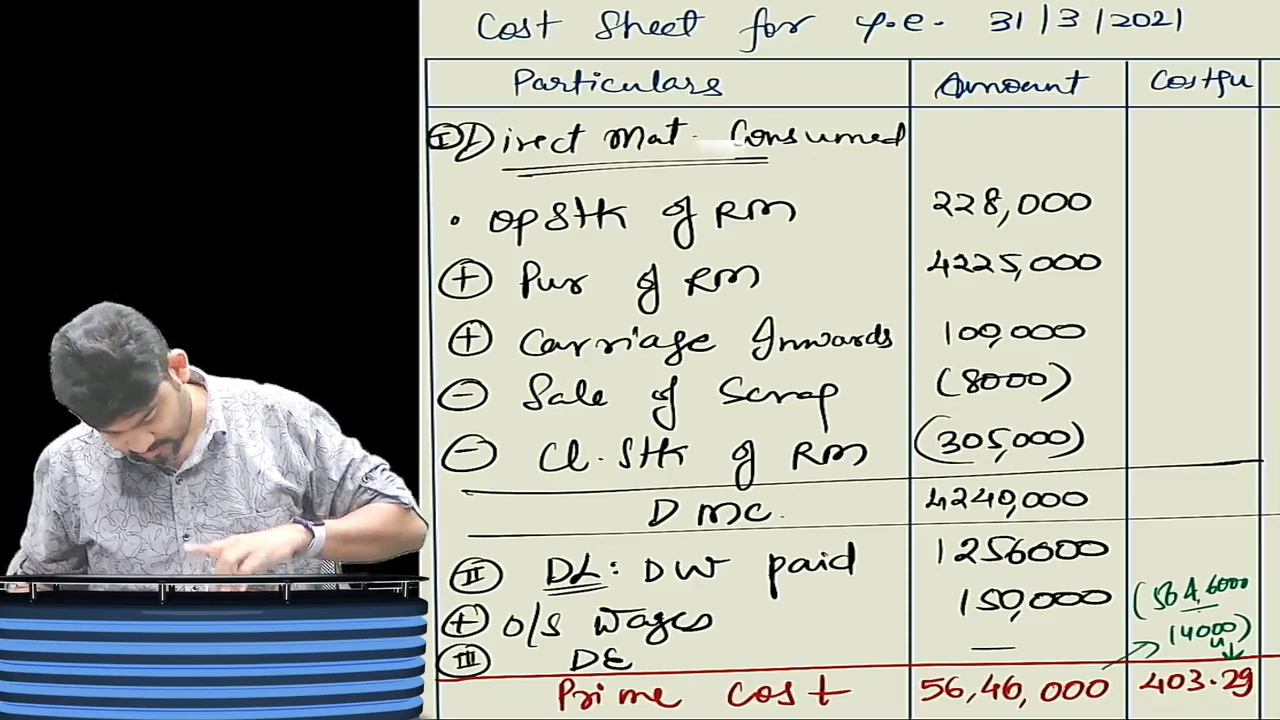 Cost Sheet for y.e. 31/3/2021
Particulars Amount Cost pu
I Direct Mat. Consumed
• Op Stk of RM 228,000
+ Pur of RM 4225,000
+ Carriage Inwards 100,000
- Sale of Scrap (8000)
- Cl. Stk of RM (305,000)
DMC. 4240,000
II DL: DW paid 1256000
+ O/S Wages 150,000 (564,6000
14000u)
III DE —
Prime Cost 56,46,000 403.29